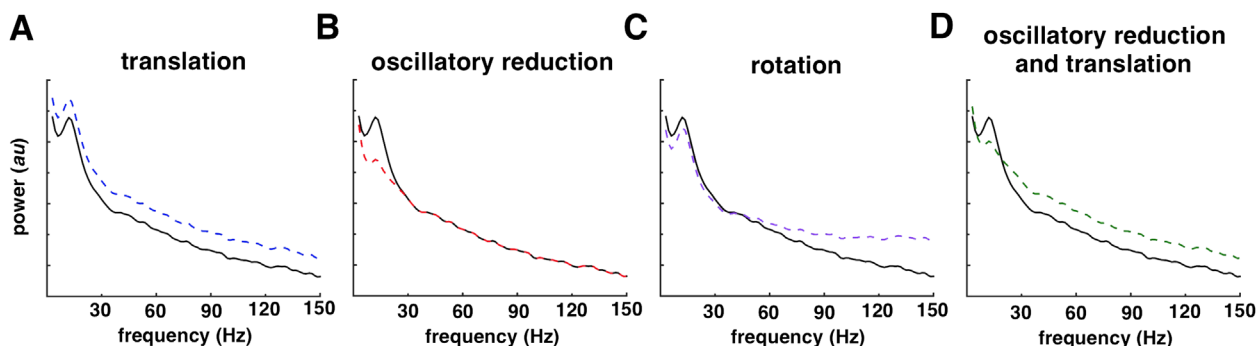 A
translation
power (au)
30 60 90 120 150
frequency (Hz)
B
oscillatory reduction
30 60 90 120 150
frequency (Hz)
C
rotation
30 60 90 120 150
frequency (Hz)
D
oscillatory reduction
and translation
30 60 90 120 150
frequency (Hz)